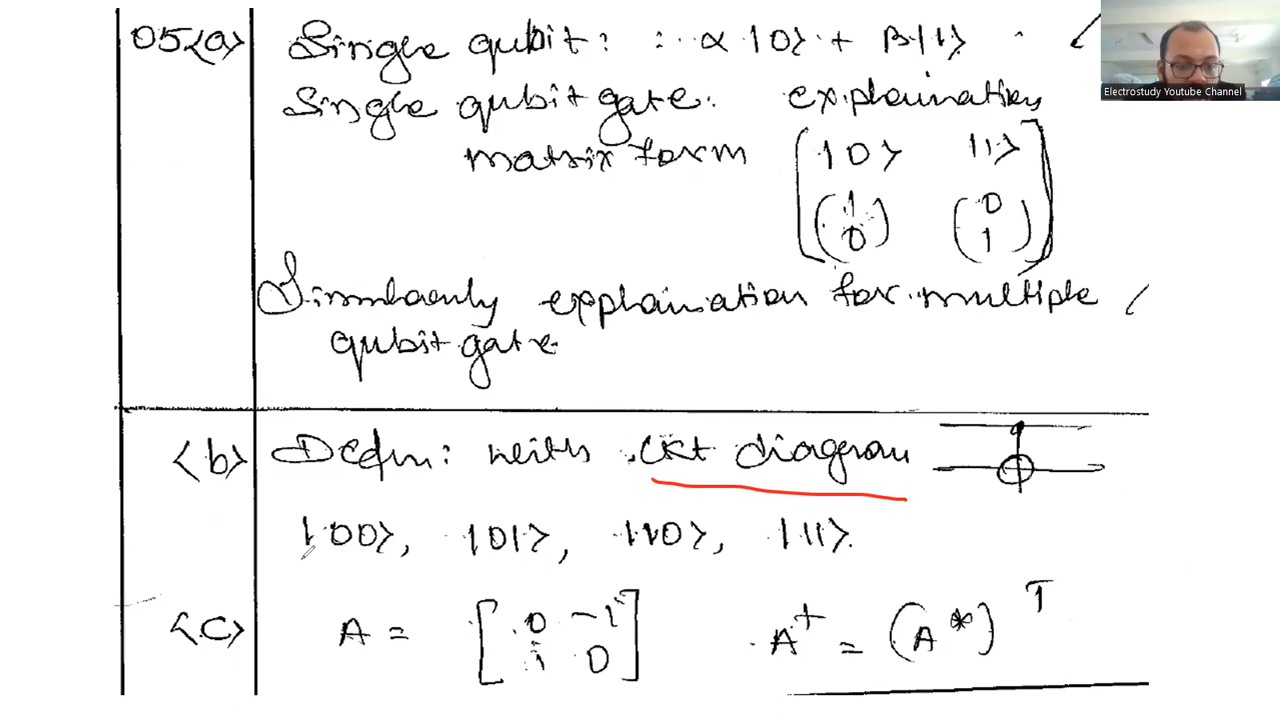 05<a> Single qubit: : α |0> + β|1>
Electrostudy Youtube Channel
Single qubit gate: explaination
matrix form [ |0> |1>
(1 0) (0 1) ]
explaination for multiple
qubit gate
<b> Defn: with ckt diagram
|00>, |01>, |10>, |11>.
<c> A = [ 0 -i
i 0 ] A† = (A*)ᵀ